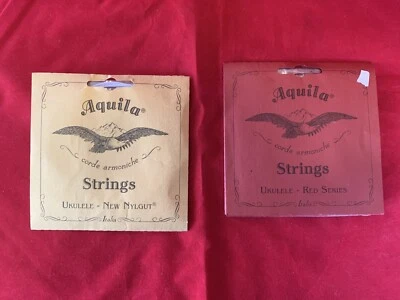 Aquila®
corde armoniche
Strings
Ukulele - New Nylgut®
Italia
Aquila®
corde armoniche
Strings
Ukulele - Red Series
Italia